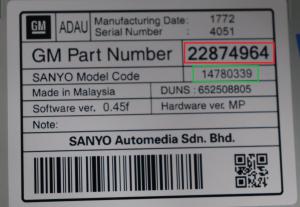 GM ADAU Manufacturing Date: 1772
Serial Number : 4051
GM Part Number 22874964
SANYO Model Code 14780339
Made in Malaysia DUNS : 652508805
Software ver. 0.45f Hardware ver. MP
Note:
SANYO Automedia Sdn. Bhd.